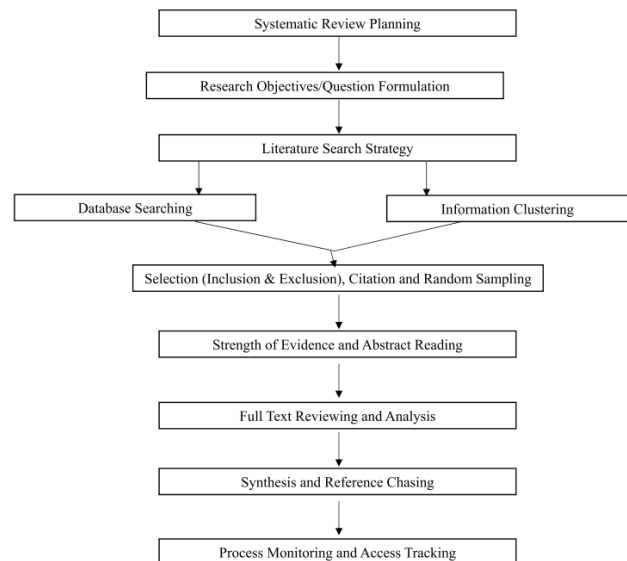 Systematic Review Planning
Research Objectives/Question Formulation
Literature Search Strategy
Database Searching
Information Clustering
Selection (Inclusion & Exclusion), Citation and Random Sampling
Strength of Evidence and Abstract Reading
Full Text Reviewing and Analysis
Synthesis and Reference Chasing
Process Monitoring and Access Tracking